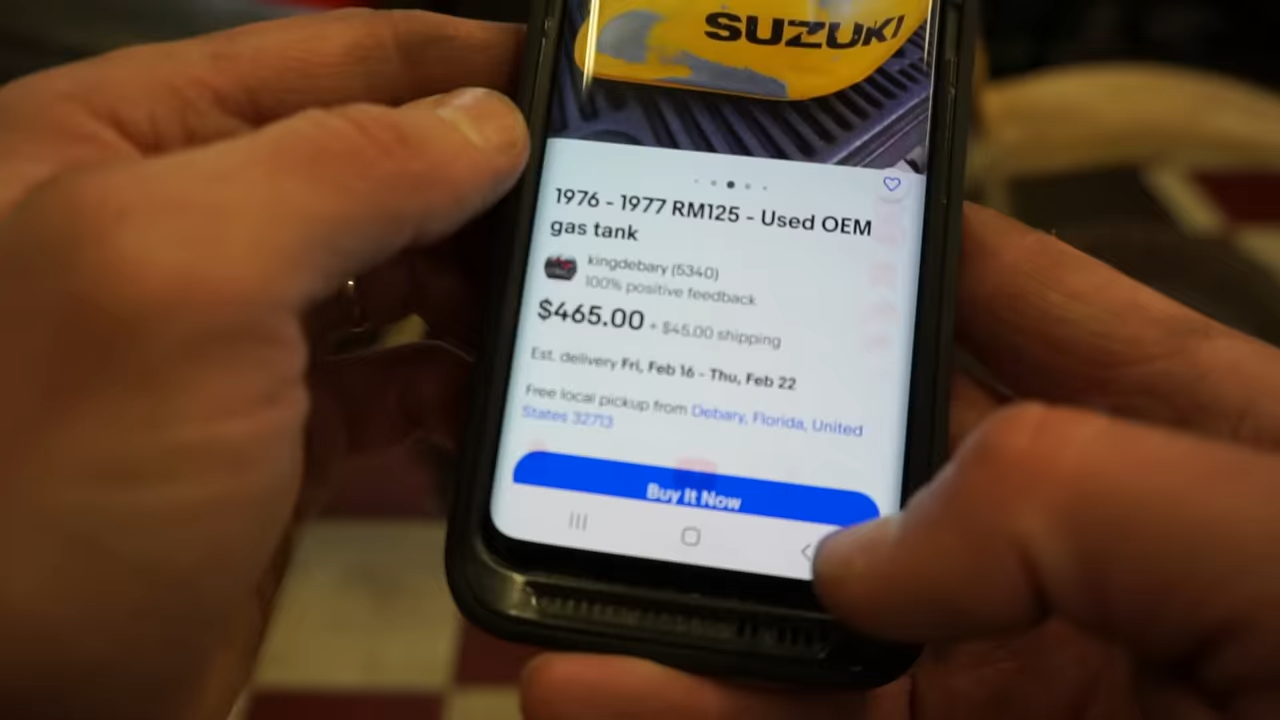 SUZUKI
1976 - 1977 RM125 - Used OEM
gas tank
kingdebary (5340)
100% positive feedback
$465.00 + $45.00 shipping
Est. delivery Fri, Feb 16 - Thu, Feb 22
Free local pickup from Debary, Florida, United
States 32713
Buy It Now